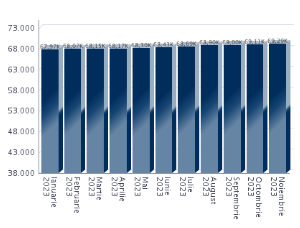 73.000
68.000
63.000
58.000
53.000
48.000
43.000
38.000
Ianuarie 2023
Februarie 2023
Martie 2023
Aprilie 2023
Mai 2023
Iunie 2023
Iulie 2023
August 2023
Septembrie 2023
Octombrie 2023
Noiembrie 2023